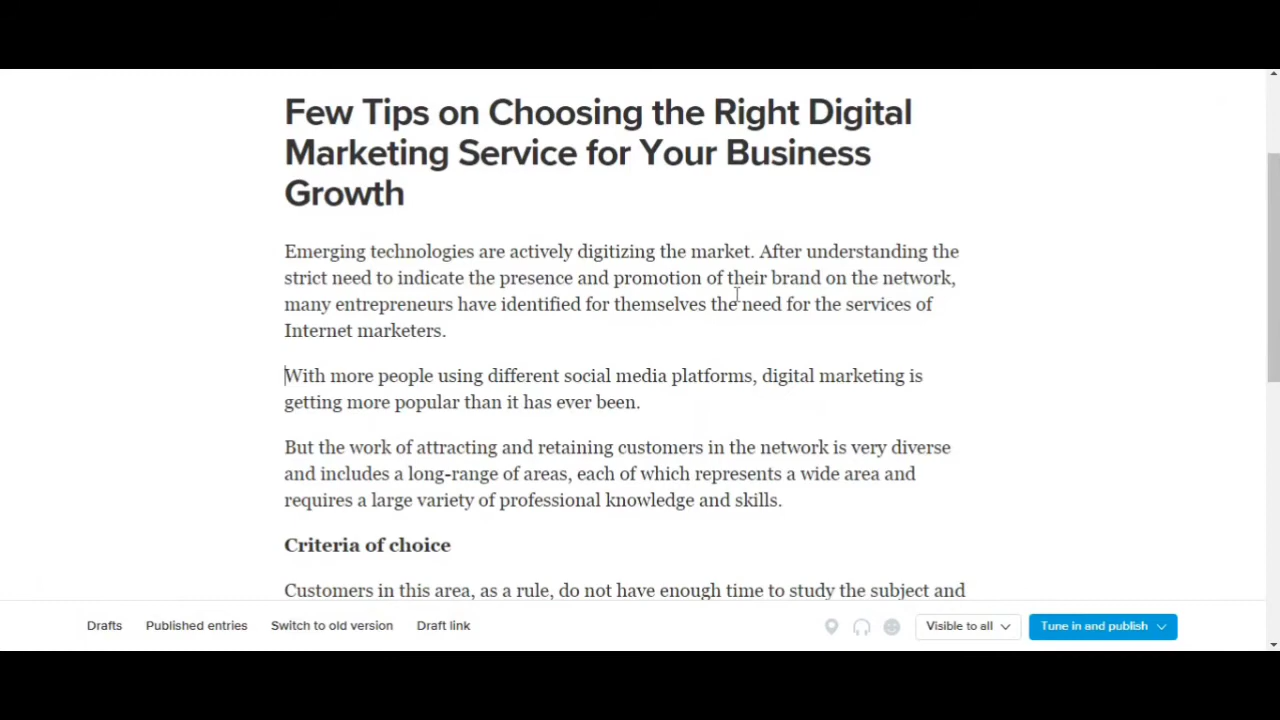 Few Tips on Choosing the Right Digital
Marketing Service for Your Business
Growth
Emerging technologies are actively digitizing the market. After understanding the
strict need to indicate the presence and promotion of their brand on the network,
many entrepreneurs have identified for themselves the need for the services of
Internet marketers.
With more people using different social media platforms, digital marketing is
getting more popular than it has ever been.
But the work of attracting and retaining customers in the network is very diverse
and includes a long-range of areas, each of which represents a wide area and
requires a large variety of professional knowledge and skills.
Criteria of choice
Customers in this area, as a rule, do not have enough time to study the subject and
Drafts Published entries Switch to old version Draft link Visible to all Tune in and publish